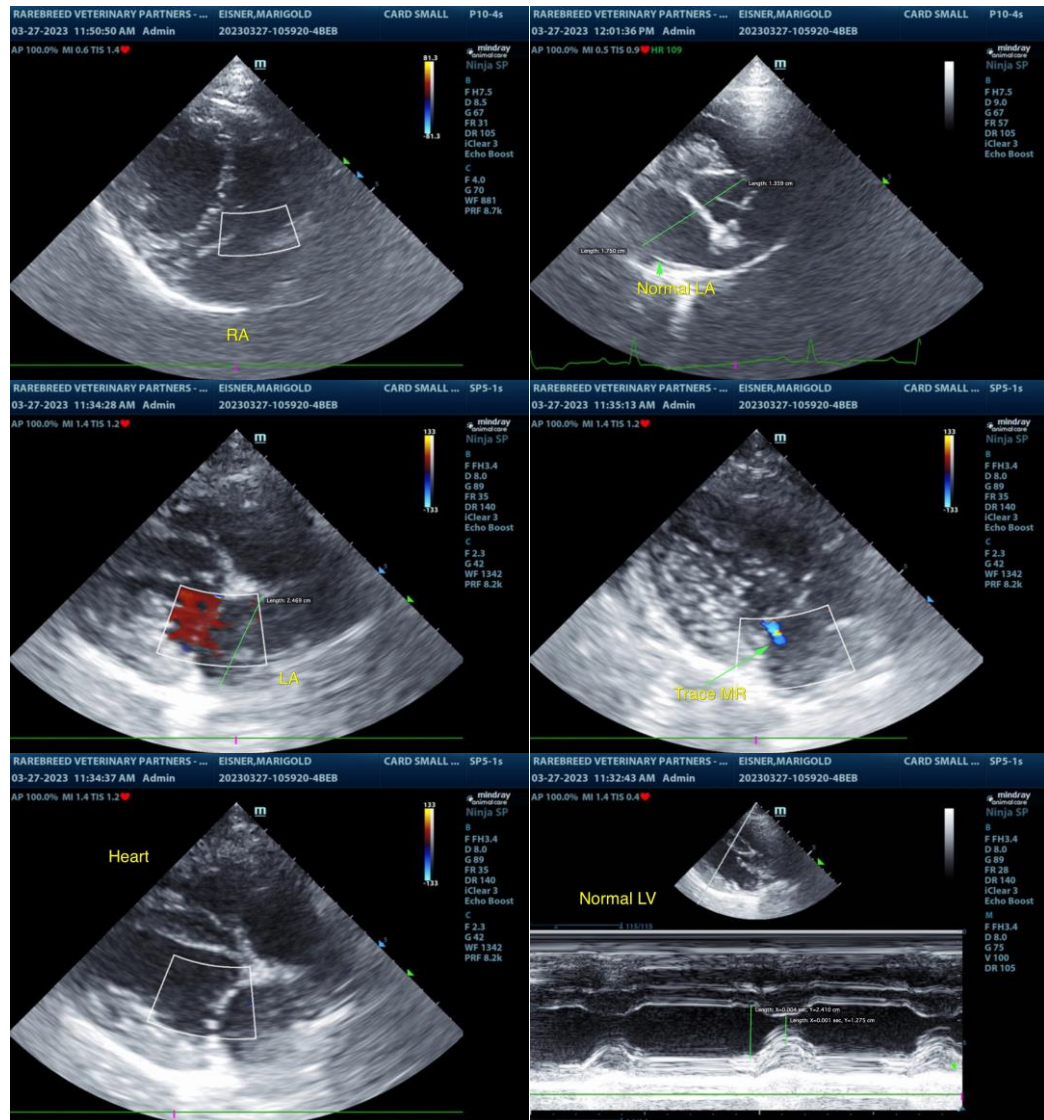 RAREBREED VETERINARY PARTNERS - ... EISNER,MARIGOLD CARD SMALL P10-4s
03-27-2023 11:50:50 AM Admin 20230327-105920-4BEB
AP 100.0% MI 0.6 TIS 1.4
m
81.3
-81.3
mindray
animalcare
Ninja SP
B
F H7.5
D 8.5
G 67
FR 31
DR 105
iClear 3
Echo Boost
C
F 4.0
G 70
WF 881
PRF 8.7k
5
RA
RAREBREED VETERINARY PARTNERS - ... EISNER,MARIGOLD CARD SMALL P10-4s
03-27-2023 12:01:36 PM Admin 20230327-105920-4BEB
AP 100.0% MI 0.5 TIS 0.9 HR 109
m
mindray
animalcare
Ninja SP
B
F H7.5
D 9.0
G 67
FR 57
DR 105
iClear 3
Echo Boost
5
Length: 1.359 cm
Length: 1.750 cm
Normal LA
RAREBREED VETERINARY PARTNERS - ... EISNER,MARIGOLD CARD SMALL ... SP5-1s
03-27-2023 11:34:28 AM Admin 20230327-105920-4BEB
AP 100.0% MI 1.4 TIS 1.2
m
133
-133
mindray
animalcare
Ninja SP
B
F FH3.4
D 8.0
G 89
FR 35
DR 140
iClear 3
Echo Boost
C
F 2.3
G 42
WF 1342
PRF 8.2k
5
Length: 2.469 cm
LA
RAREBREED VETERINARY PARTNERS - ... EISNER,MARIGOLD CARD SMALL ... SP5-1s
03-27-2023 11:35:13 AM Admin 20230327-105920-4BEB
AP 100.0% MI 1.4 TIS 1.2
m
133
-133
mindray
animalcare
Ninja SP
B
F FH3.4
D 8.0
G 89
FR 35
DR 140
iClear 3
Echo Boost
C
F 2.3
G 42
WF 1342
PRF 8.2k
5
Trace MR
RAREBREED VETERINARY PARTNERS - ... EISNER,MARIGOLD CARD SMALL ... SP5-1s
03-27-2023 11:34:37 AM Admin 20230327-105920-4BEB
AP 100.0% MI 1.4 TIS 1.2
m
133
-133
mindray
animalcare
Ninja SP
B
F FH3.4
D 8.0
G 89
FR 35
DR 140
iClear 3
Echo Boost
C
F 2.3
G 42
WF 1342
PRF 8.2k
5
Heart
RAREBREED VETERINARY PARTNERS - ... EISNER,MARIGOLD CARD SMALL ... SP5-1s
03-27-2023 11:32:43 AM Admin 20230327-105920-4BEB
AP 100.0% MI 1.4 TIS 0.4
m
mindray
animalcare
Ninja SP
B
F FH3.4
D 8.0
G 89
FR 28
DR 140
iClear 3
Echo Boost
M
F FH3.4
D 8.0
G 75
V 100
DR 105
Normal LV
115/115
Length: X=0.004 sec, Y=2.410 cm
Length: X=0.001 sec, Y=1.275 cm